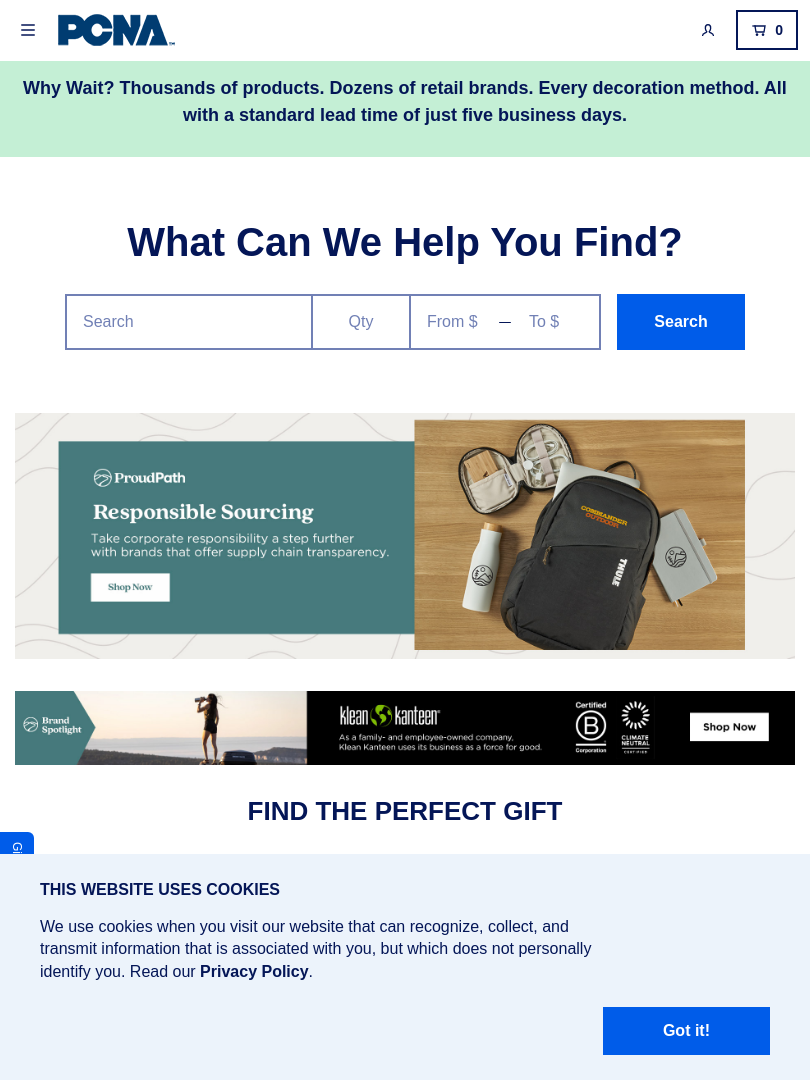 PCNA
0
Why Wait? Thousands of products. Dozens of retail brands. Every decoration method. All
with a standard lead time of just five business days.
What Can We Help You Find?
Search
Qty
From $
—
To $
Search
ProudPath
Responsible Sourcing
Take corporate responsibility a step further
with brands that offer supply chain transparency.
Shop Now
COMMANDER
OUTDOOR
THULE
Brand
Spotlight
klean kanteen
As a family- and employee-owned company,
Klean Kanteen uses its business as a force for good.
Certified
B
Corporation
CLIMATE
NEUTRAL
CERTIFIED
Shop Now
FIND THE PERFECT GIFT
THIS WEBSITE USES COOKIES
We use cookies when you visit our website that can recognize, collect, and
transmit information that is associated with you, but which does not personally
identify you. Read our Privacy Policy.
Got it!